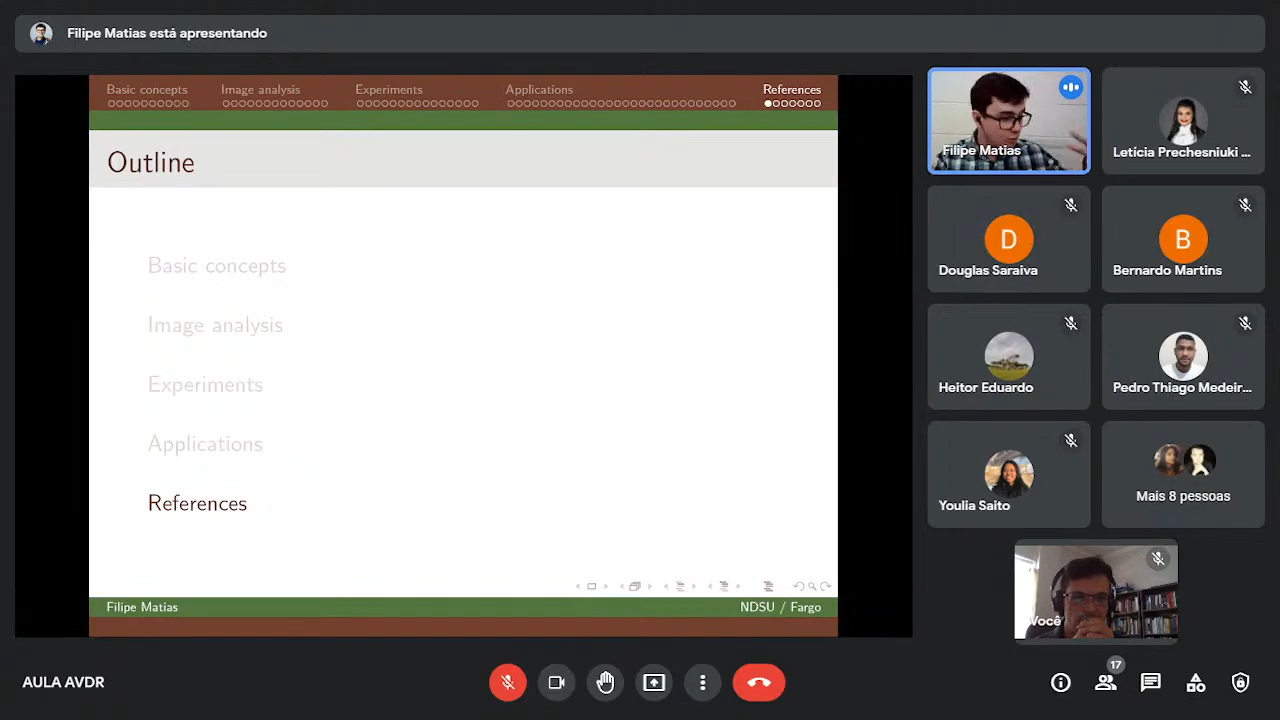 Filipe Matias está apresentando
Basic concepts Image analysis Experiments Applications References
Outline
Basic concepts
Image analysis
Experiments
Applications
References
Filipe Matias NDSU / Fargo
Filipe Matias
Letícia Prechesniuki ...
D
Douglas Saraiva
B
Bernardo Martins
Heitor Eduardo
Pedro Thiago Medeir...
Youlia Saito
Mais 8 pessoas
Você
AULA AVDR
17